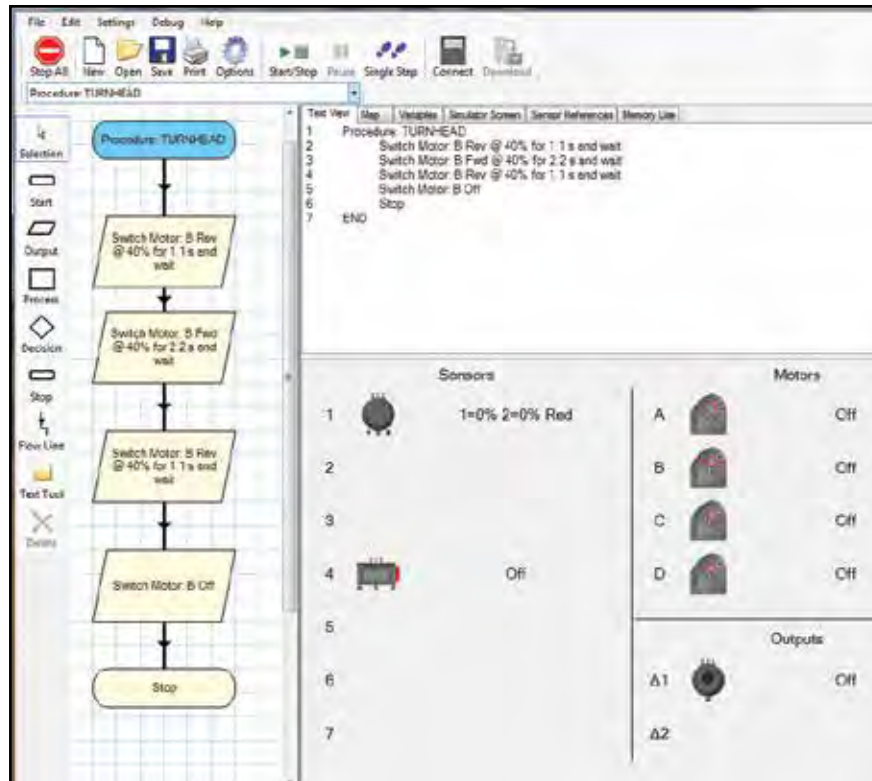 File Edit Settings Debug Help
Stop All New Open Save Print Options Start/Stop Pause Single Step Connect Download
Procedure: TURNHEAD
Selection
Start
Output
Process
Decision
Stop
Flow Line
Text Tool
Delete
Procedure: TURNHEAD
Switch Motor: B Rev
@ 40% for 1.1 s and
wait
Switch Motor: B Fwd
@ 40% for 2.2 s and
wait
Switch Motor: B Rev
@ 40% for 1.1 s and
wait
Switch Motor: B Off
Stop
Text View Map Variables Simulator Screen Sensor References Memory Use
1 Procedure: TURNHEAD
2 Switch Motor: B Rev @ 40% for 1.1 s and wait
3 Switch Motor: B Fwd @ 40% for 2.2 s and wait
4 Switch Motor: B Rev @ 40% for 1.1 s and wait
5 Switch Motor: B Off
6 Stop
7 END
Sensors
1 1=0% 2=0% Red
2
3
4 Off
5
6
7
Motors
A Off
B Off
C Off
D Off
Outputs
Δ1 Off
Δ2